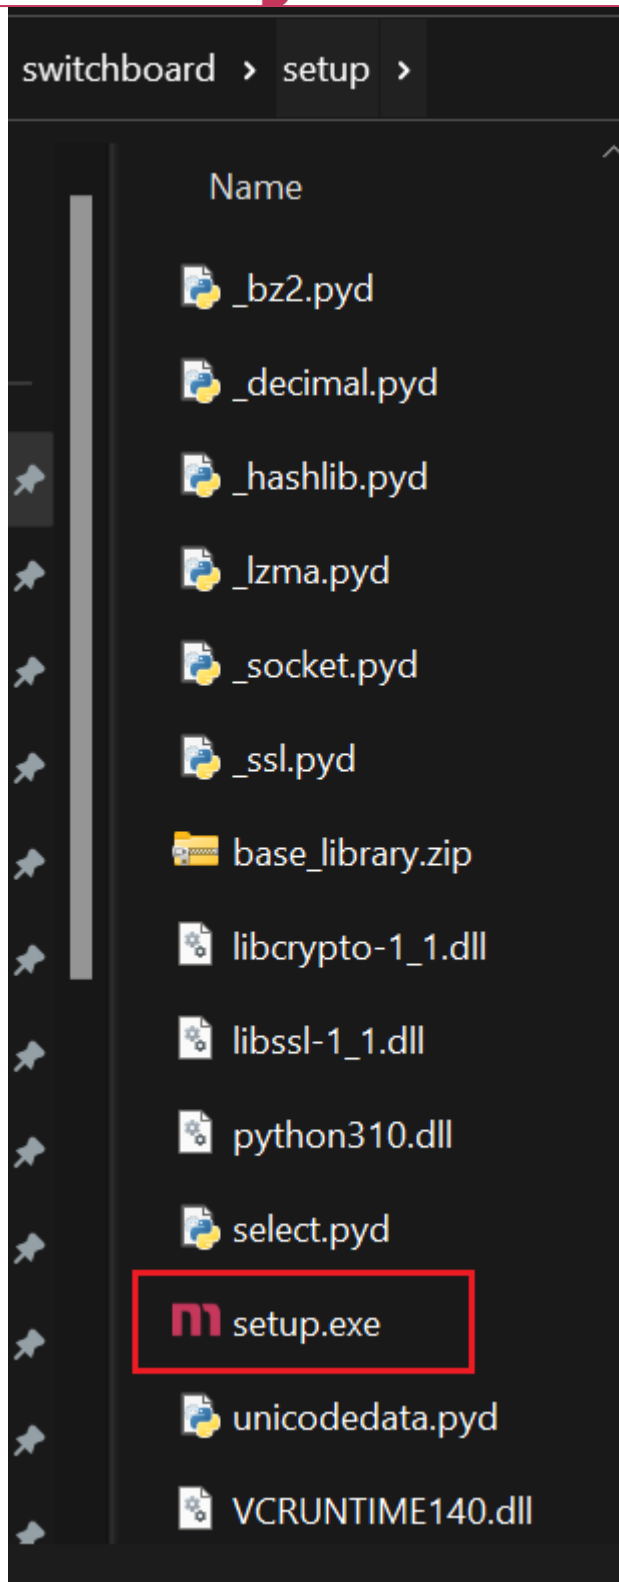 switchboard > setup >
Name
_bz2.pyd
_decimal.pyd
_hashlib.pyd
_lzma.pyd
_socket.pyd
_ssl.pyd
base_library.zip
libcrypto-1_1.dll
libssl-1_1.dll
python310.dll
select.pyd
setup.exe
unicodedata.pyd
VCRUNTIME140.dll